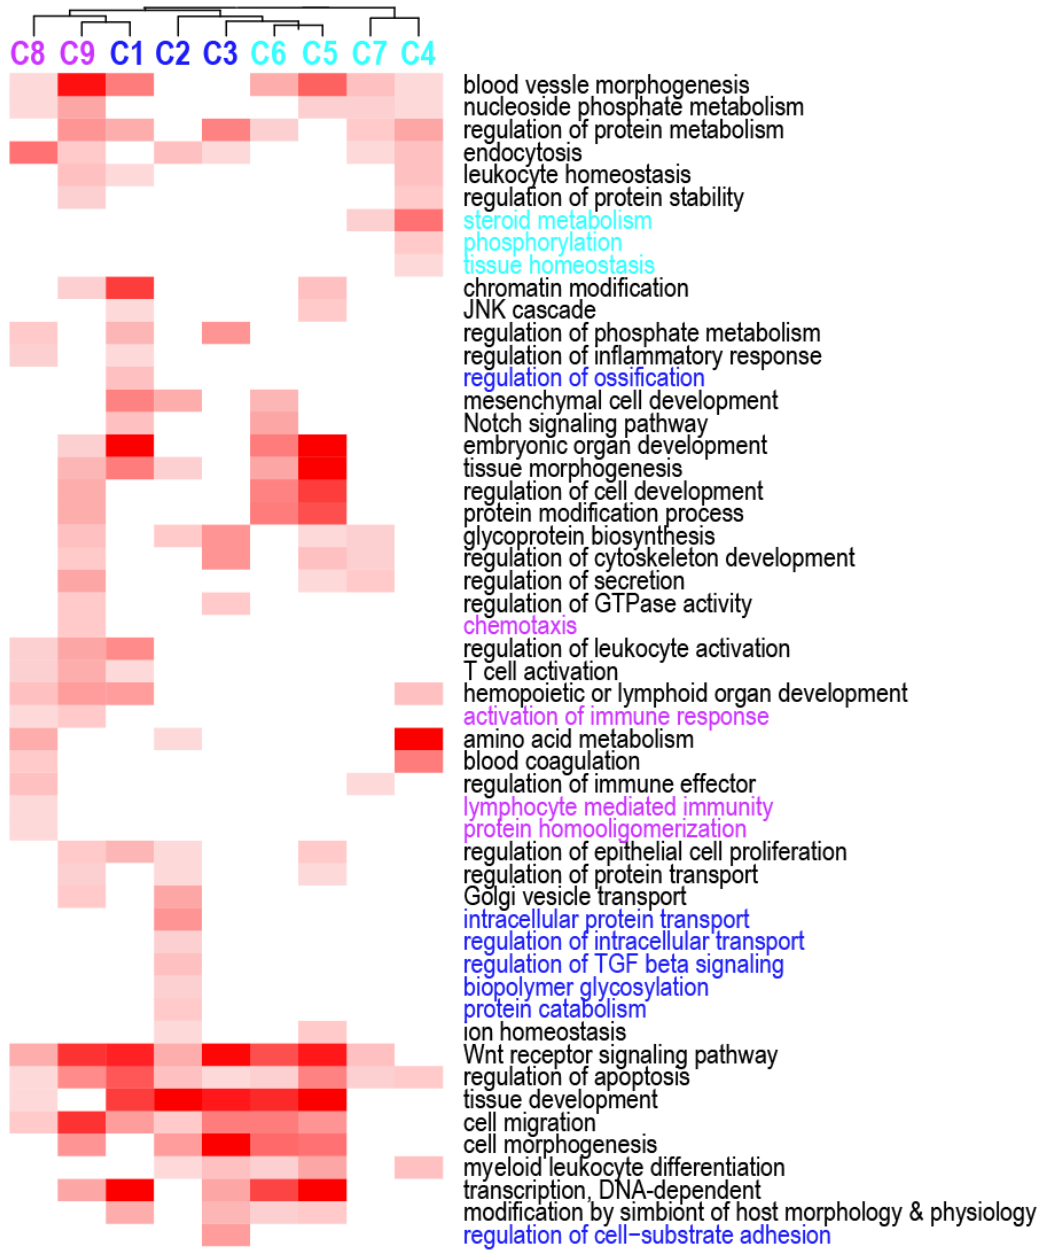 C8 C9 C1 C2 C3 C6 C5 C7 C4
blood vessle morphogenesis
nucleoside phosphate metabolism
regulation of protein metabolism
endocytosis
leukocyte homeostasis
regulation of protein stability
steroid metabolism
phosphorylation
tissue homeostasis
chromatin modification
JNK cascade
regulation of phosphate metabolism
regulation of inflammatory response
regulation of ossification
mesenchymal cell development
Notch signaling pathway
embryonic organ development
tissue morphogenesis
regulation of cell development
protein modification process
glycoprotein biosynthesis
regulation of cytoskeleton development
regulation of secretion
regulation of GTPase activity
chemotaxis
regulation of leukocyte activation
T cell activation
hemopoietic or lymphoid organ development
activation of immune response
amino acid metabolism
blood coagulation
regulation of immune effector
lymphocyte mediated immunity
protein homooligomerization
regulation of epithelial cell proliferation
regulation of protein transport
Golgi vesicle transport
intracellular protein transport
regulation of intracellular transport
regulation of TGF beta signaling
biopolymer glycosylation
protein catabolism
ion homeostasis
Wnt receptor signaling pathway
regulation of apoptosis
tissue development
cell migration
cell morphogenesis
myeloid leukocyte differentiation
transcription, DNA-dependent
modification by simbiont of host morphology & physiology
regulation of cell−substrate adhesion